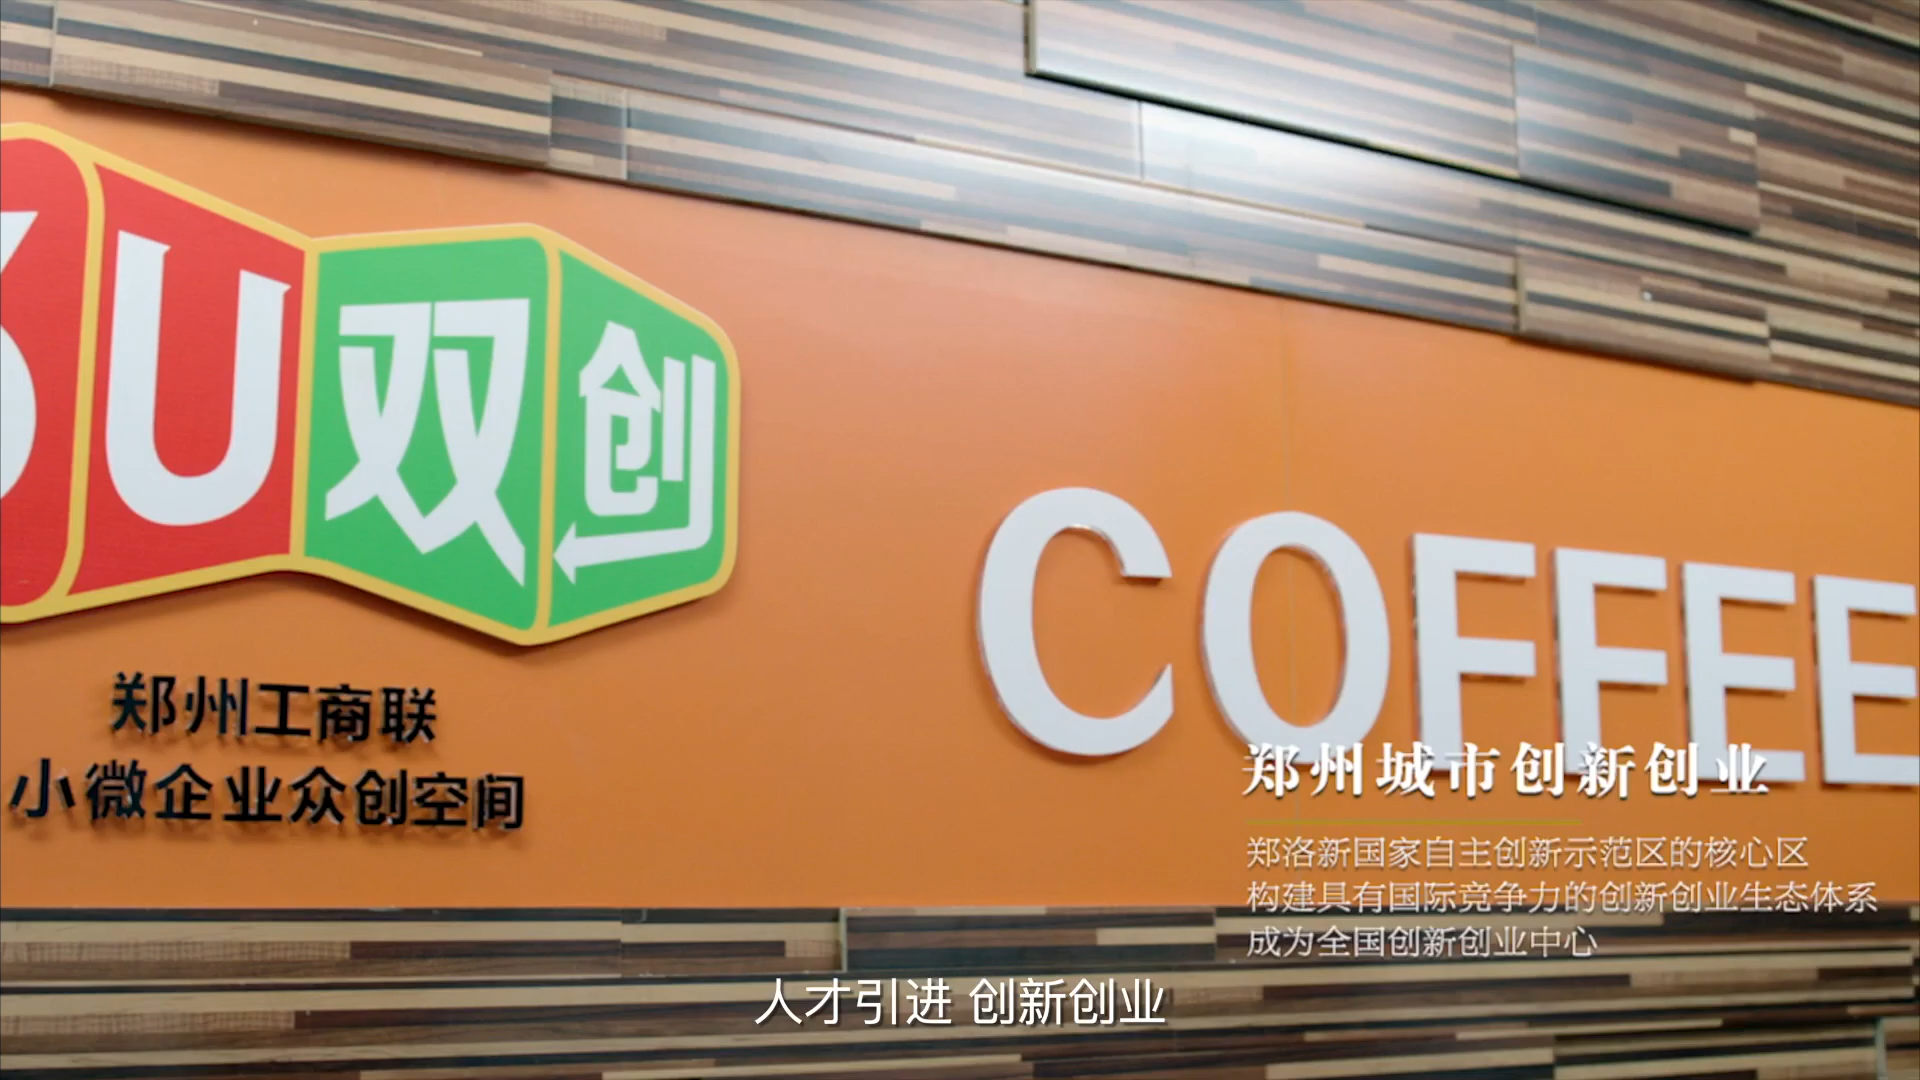 U双创
COFFEE
郑州工商联
小微企业众创空间
郑州城市创新创业
郑洛新国家自主创新示范区的核心区
构建具有国际竞争力的创新创业生态体系
成为全国创新创业中心
人才引进 创新创业